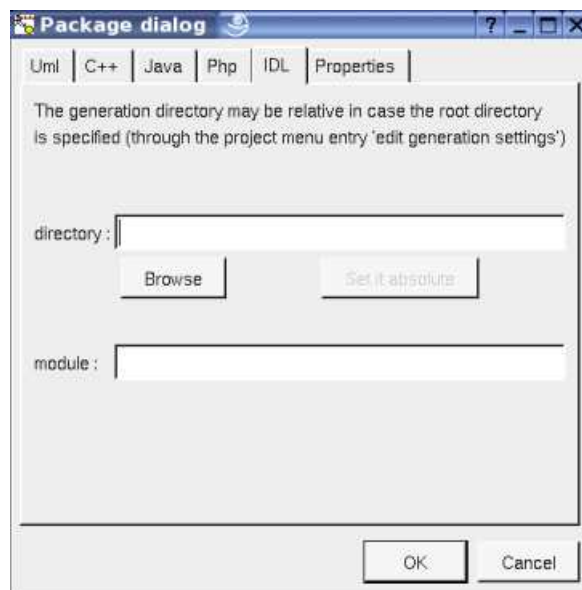 Package dialog
?
Uml C++ Java Php IDL Properties
The generation directory may be relative in case the root directory
is specified (through the project menu entry 'edit generation settings')
directory :
Browse Set it absolute
module :
OK Cancel